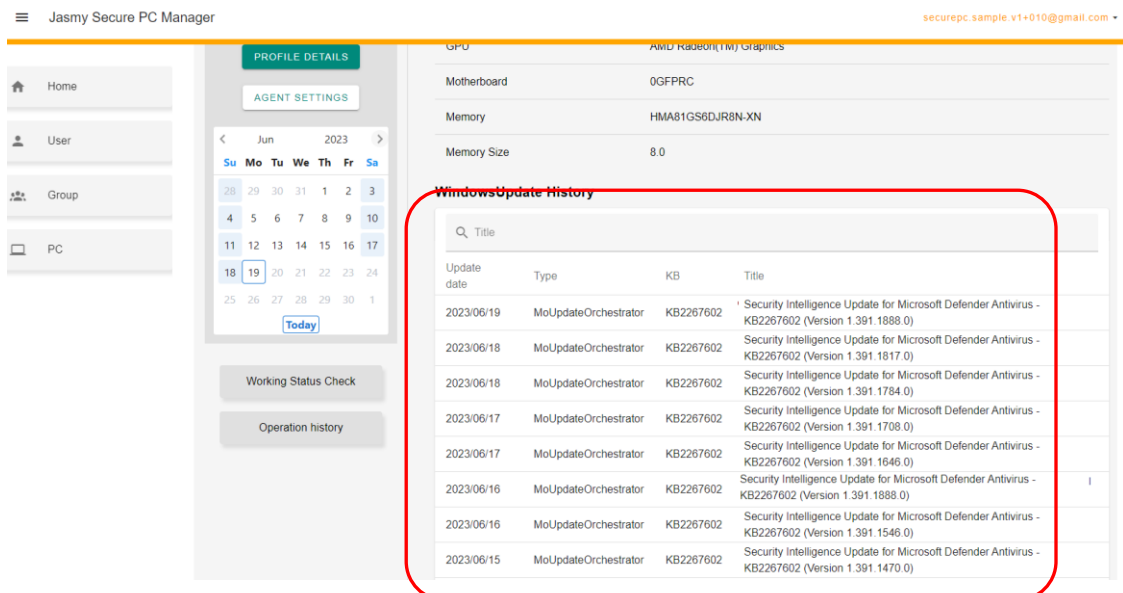 Jasmy Secure PC Manager
securepc.sample.v1+010@gmail.com
Home
User
Group
PC
PROFILE DETAILS
AGENT SETTINGS
Jun 2023
Su Mo Tu We Th Fr Sa
28 29 30 31 1 2 3
4 5 6 7 8 9 10
11 12 13 14 15 16 17
18 19 20 21 22 23 24
25 26 27 28 29 30 1
Today
Working Status Check
Operation history
GPU AMD Radeon(TM) Graphics
Motherboard 0GFPRC
Memory HMA81GS6DJR8N-XN
Memory Size 8.0
WindowsUpdate History
Title
Update
date
Type KB Title
2023/06/19 MoUpdateOrchestrator KB2267602 Security Intelligence Update for Microsoft Defender Antivirus -
KB2267602 (Version 1.391.1888.0)
2023/06/18 MoUpdateOrchestrator KB2267602 Security Intelligence Update for Microsoft Defender Antivirus -
KB2267602 (Version 1.391.1817.0)
2023/06/18 MoUpdateOrchestrator KB2267602 Security Intelligence Update for Microsoft Defender Antivirus -
KB2267602 (Version 1.391.1784.0)
2023/06/17 MoUpdateOrchestrator KB2267602 Security Intelligence Update for Microsoft Defender Antivirus -
KB2267602 (Version 1.391.1708.0)
2023/06/17 MoUpdateOrchestrator KB2267602 Security Intelligence Update for Microsoft Defender Antivirus -
KB2267602 (Version 1.391.1646.0)
2023/06/16 MoUpdateOrchestrator KB2267602 Security Intelligence Update for Microsoft Defender Antivirus -
KB2267602 (Version 1.391.1888.0)
2023/06/16 MoUpdateOrchestrator KB2267602 Security Intelligence Update for Microsoft Defender Antivirus -
KB2267602 (Version 1.391.1546.0)
2023/06/15 MoUpdateOrchestrator KB2267602 Security Intelligence Update for Microsoft Defender Antivirus -
KB2267602 (Version 1.391.1470.0)